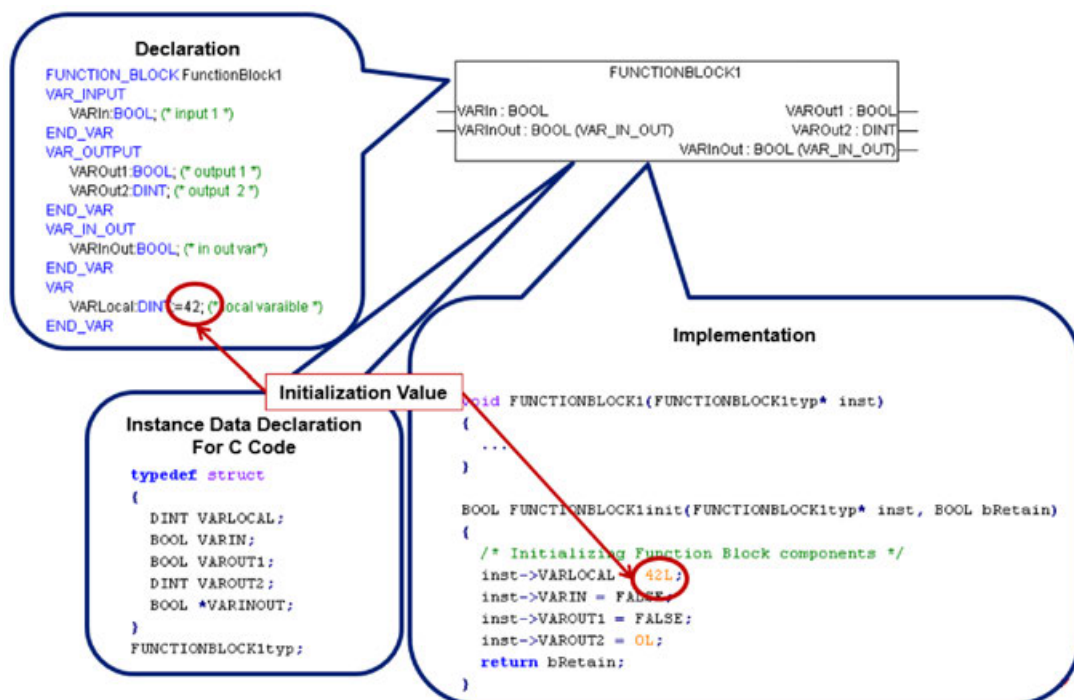 Declaration
FUNCTION_BLOCK FunctionBlock1
VAR_INPUT
VARIn:BOOL; (* input 1 *)
END_VAR
VAR_OUTPUT
VAROut1:BOOL; (* output 1 *)
VAROut2:DINT; (* output 2 *)
END_VAR
VAR_IN_OUT
VARInOut:BOOL; (* in out var*)
END_VAR
VAR
VARLocal:DINT:=42; (* local varaible *)
END_VAR
FUNCTIONBLOCK1
VARIn : BOOL
VARInOut : BOOL (VAR_IN_OUT)
VAROut1 : BOOL
VAROut2 : DINT
VARInOut : BOOL (VAR_IN_OUT)
Initialization Value
Instance Data Declaration
For C Code
typedef struct
{
DINT VARLOCAL;
BOOL VARIN;
BOOL VAROUT1;
DINT VAROUT2;
BOOL *VARINOUT;
}
FUNCTIONBLOCK1typ;
Implementation
void FUNCTIONBLOCK1(FUNCTIONBLOCK1typ* inst)
{
...
}
BOOL FUNCTIONBLOCK1init(FUNCTIONBLOCK1typ* inst, BOOL bRetain)
{
/* Initializing Function Block components */
inst->VARLOCAL 42L;
inst->VARIN = FALSE;
inst->VAROUT1 = FALSE;
inst->VAROUT2 = 0L;
return bRetain;
}